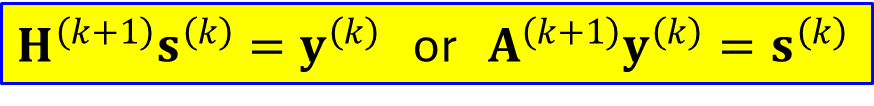 𝐇⁽ᵏ⁺¹⁾𝐬⁽ᵏ⁾ = 𝐲⁽ᵏ⁾ or 𝐀⁽ᵏ⁺¹⁾𝐲⁽ᵏ⁾ = 𝐬⁽ᵏ⁾